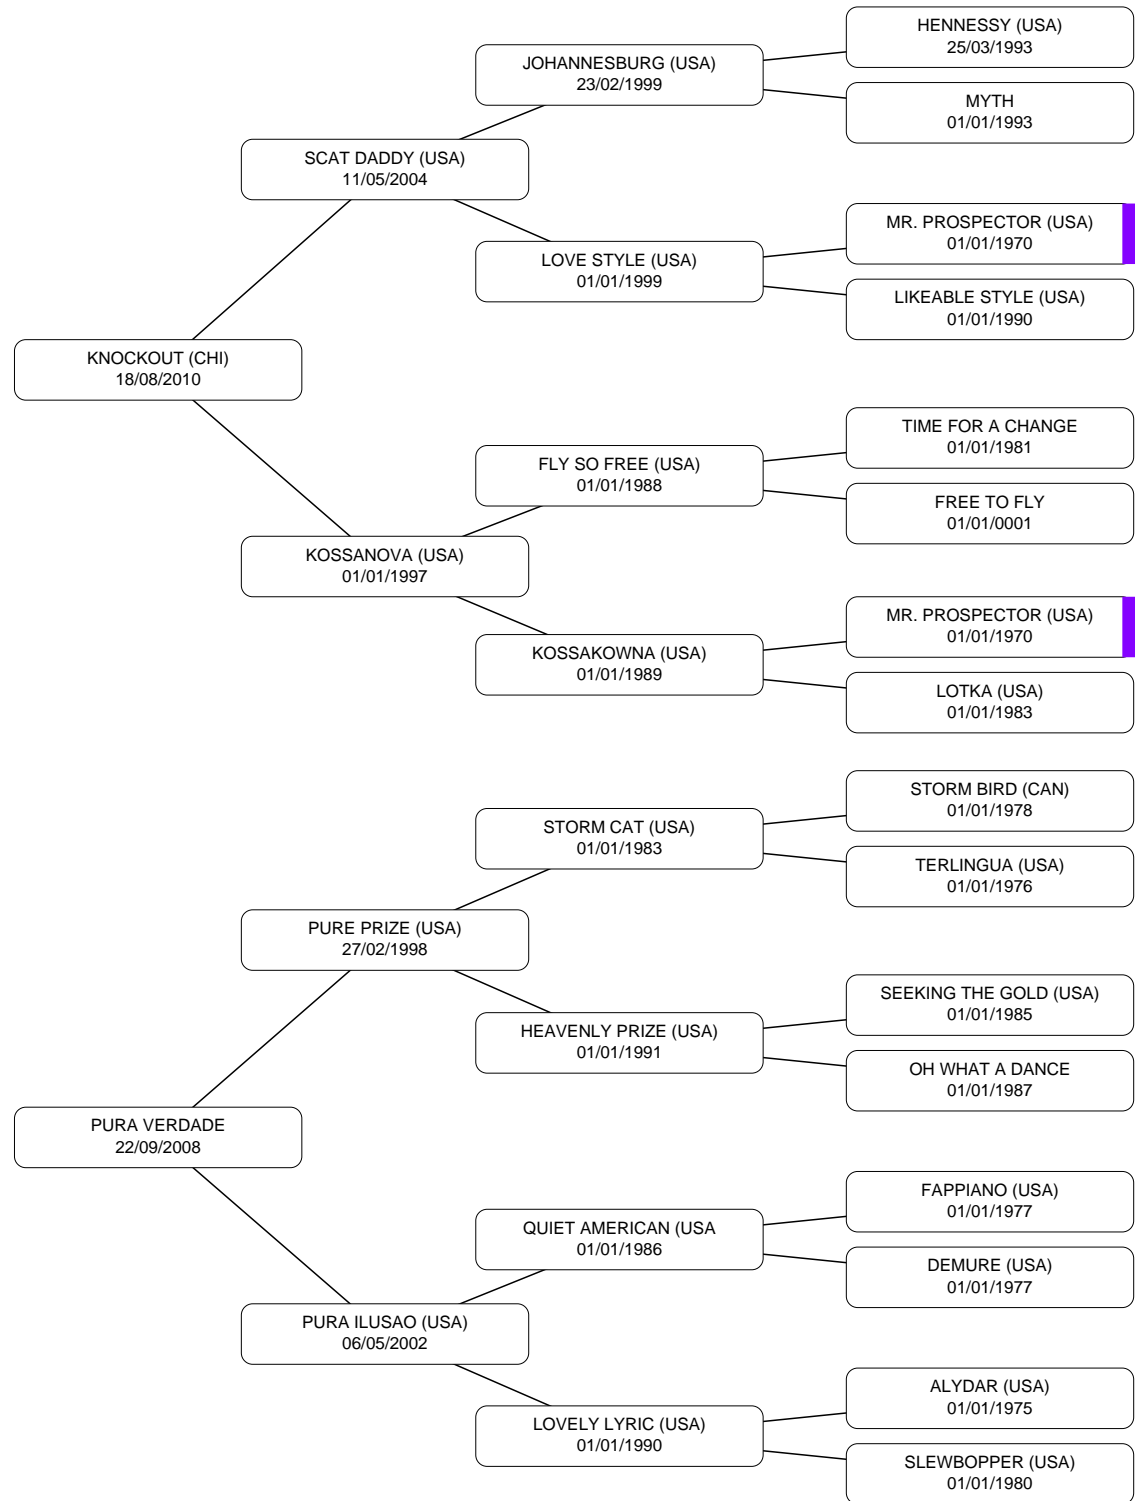 HENNESSY (USA)
25/03/1993
JOHANNESBURG (USA)
23/02/1999
MYTH
01/01/1993
SCAT DADDY (USA)
11/05/2004
MR. PROSPECTOR (USA)
01/01/1970
LOVE STYLE (USA)
01/01/1999
LIKEABLE STYLE (USA)
01/01/1990
KNOCKOUT (CHI)
18/08/2010
TIME FOR A CHANGE
01/01/1981
FLY SO FREE (USA)
01/01/1988
FREE TO FLY
01/01/0001
KOSSANOVA (USA)
01/01/1997
MR. PROSPECTOR (USA)
01/01/1970
KOSSAKOWNA (USA)
01/01/1989
LOTKA (USA)
01/01/1983
STORM BIRD (CAN)
01/01/1978
STORM CAT (USA)
01/01/1983
TERLINGUA (USA)
01/01/1976
PURE PRIZE (USA)
27/02/1998
SEEKING THE GOLD (USA)
01/01/1985
HEAVENLY PRIZE (USA)
01/01/1991
OH WHAT A DANCE
01/01/1987
PURA VERDADE
22/09/2008
FAPPIANO (USA)
01/01/1977
QUIET AMERICAN (USA
01/01/1986
DEMURE (USA)
01/01/1977
PURA ILUSAO (USA)
06/05/2002
ALYDAR (USA)
01/01/1975
LOVELY LYRIC (USA)
01/01/1990
SLEWBOPPER (USA)
01/01/1980